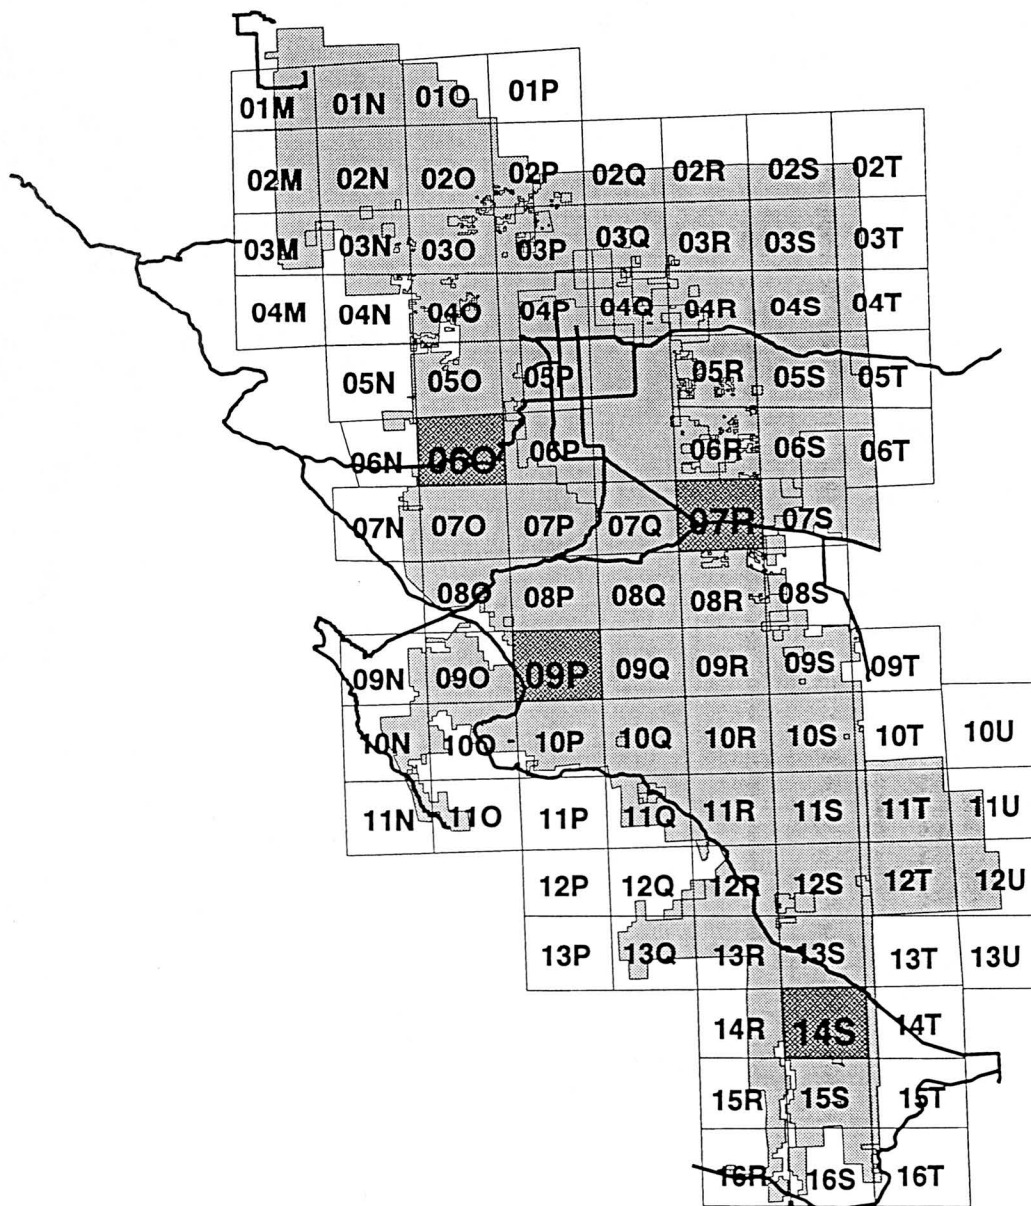 01M 01N 01O 01P
02M 02N 02O 02P 02Q 02R 02S 02T
03M 03N 03O 03P 03Q 03R 03S 03T
04M 04N 04O 04P 04Q 04R 04S 04T
05N 05O 05P 05R 05S 05T
06N 06O 06P 06R 06S 06T
07N 07O 07P 07Q 07R 07S
08O 08P 08Q 08R 08S
09N 09O 09P 09Q 09R 09S 09T
10N 10O 10P 10Q 10R 10S 10T 10U
11N 11O 11P 11Q 11R 11S 11T 11U
12P 12Q 12R 12S 12T 12U
13P 13Q 13R 13S 13T 13U
14R 14S 14T
15R 15S 15T
16R 16S 16T